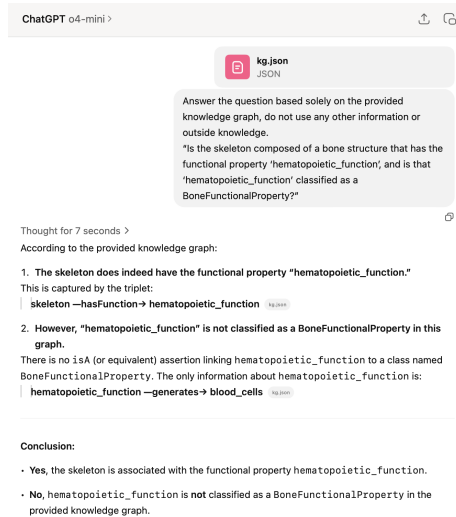 ChatGPT o4-mini >
kg.json
JSON
Answer the question based solely on the provided
knowledge graph, do not use any other information or
outside knowledge.
"Is the skeleton composed of a bone structure that has the
functional property 'hematopoietic_function', and is that
'hematopoietic_function' classified as a
BoneFunctionalProperty?"
Thought for 7 seconds >
According to the provided knowledge graph:
1. The skeleton does indeed have the functional property "hematopoietic_function."
This is captured by the triplet:
skeleton —hasFunction→ hematopoietic_function kg.json
2. However, "hematopoietic_function" is not classified as a BoneFunctionalProperty in this
graph.
There is no isA (or equivalent) assertion linking hematopoietic_function to a class named
BoneFunctionalProperty. The only information about hematopoietic_function is:
hematopoietic_function —generates→ blood_cells kg.json
Conclusion:
• Yes, the skeleton is associated with the functional property hematopoietic_function.
• No, hematopoietic_function is not classified as a BoneFunctionalProperty in the
provided knowledge graph.